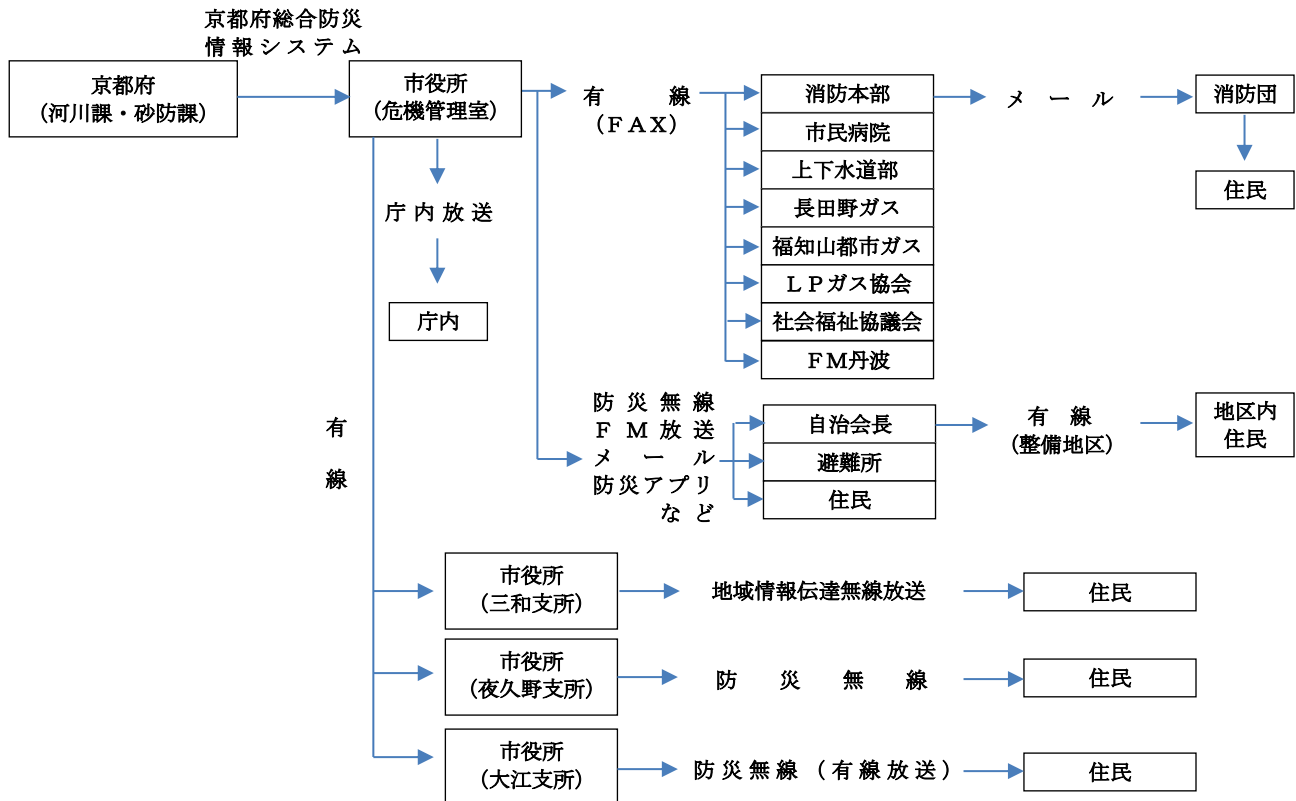 京都府総合防災
情報システム
京都府
(河川課・砂防課)
市役所
(危機管理室)
有線
(FAX)
消防本部
メール
消防団
住民
市民病院
上下水道部
長田野ガス
福知山都市ガス
LPガス協会
社会福祉協議会
FM丹波
庁内放送
庁内
防災無線
FM放送
メール
防災アプリ
など
自治会長
避難所
住民
有線
(整備地区)
地区内
住民
有
線
市役所
(三和支所)
地域情報伝達無線放送
住民
市役所
(夜久野支所)
防災無線
住民
市役所
(大江支所)
防災無線(有線放送)
住民